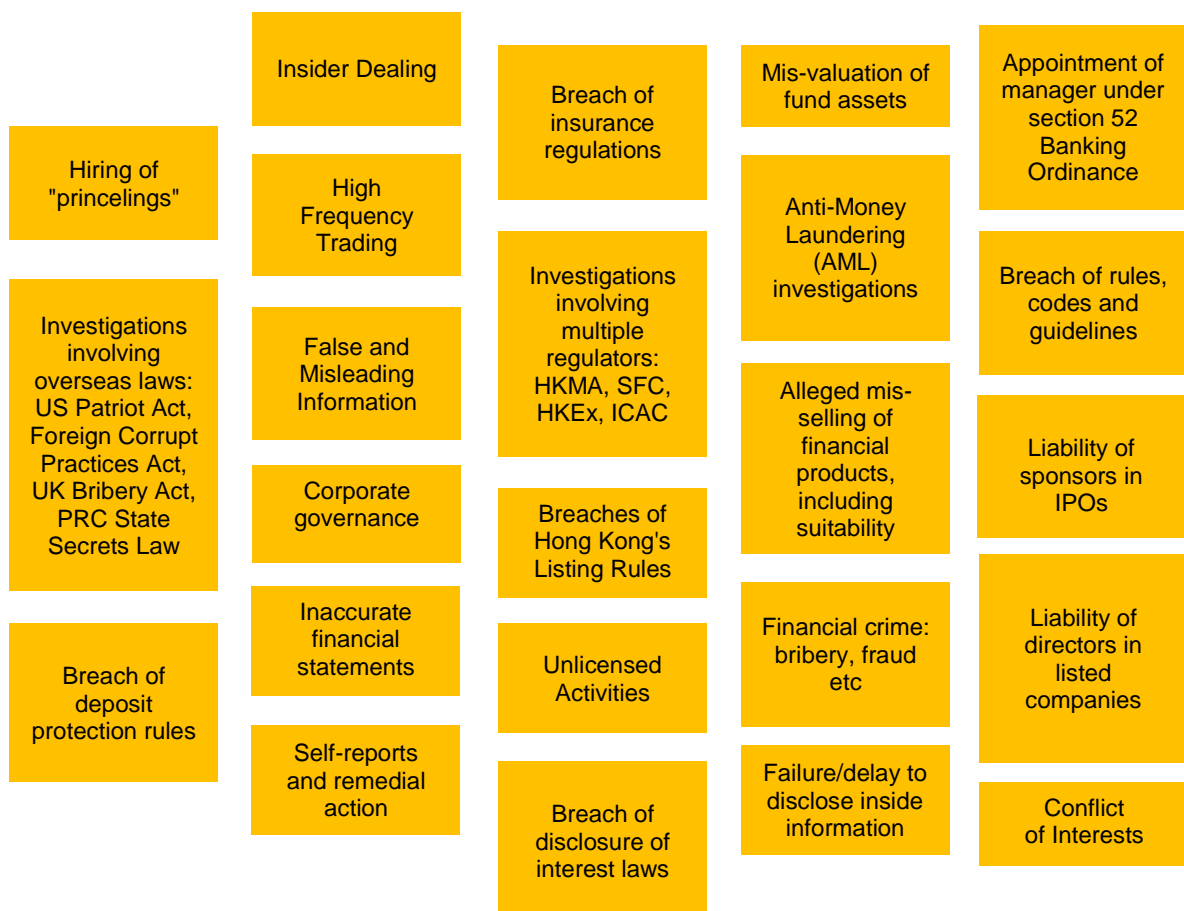 Hiring of
"princelings"
Investigations
involving
overseas laws:
US Patriot Act,
Foreign Corrupt
Practices Act,
UK Bribery Act,
PRC State
Secrets Law
Breach of
deposit
protection rules
Insider Dealing
High
Frequency
Trading
False and
Misleading
Information
Corporate
governance
Inaccurate
financial
statements
Self-reports
and remedial
action
Breach of
insurance
regulations
Investigations
involving
multiple
regulators:
HKMA, SFC,
HKEx, ICAC
Breaches of
Hong Kong's
Listing Rules
Unlicensed
Activities
Breach of
disclosure of
interest laws
Mis-valuation of
fund assets
Anti-Money
Laundering
(AML)
investigations
Alleged mis-
selling of
financial
products,
including
suitability
Financial crime:
bribery, fraud
etc
Failure/delay to
disclose inside
information
Appointment of
manager under
section 52
Banking
Ordinance
Breach of rules,
codes and
guidelines
Liability of
sponsors in
IPOs
Liability of
directors in
listed
companies
Conflict
of Interests